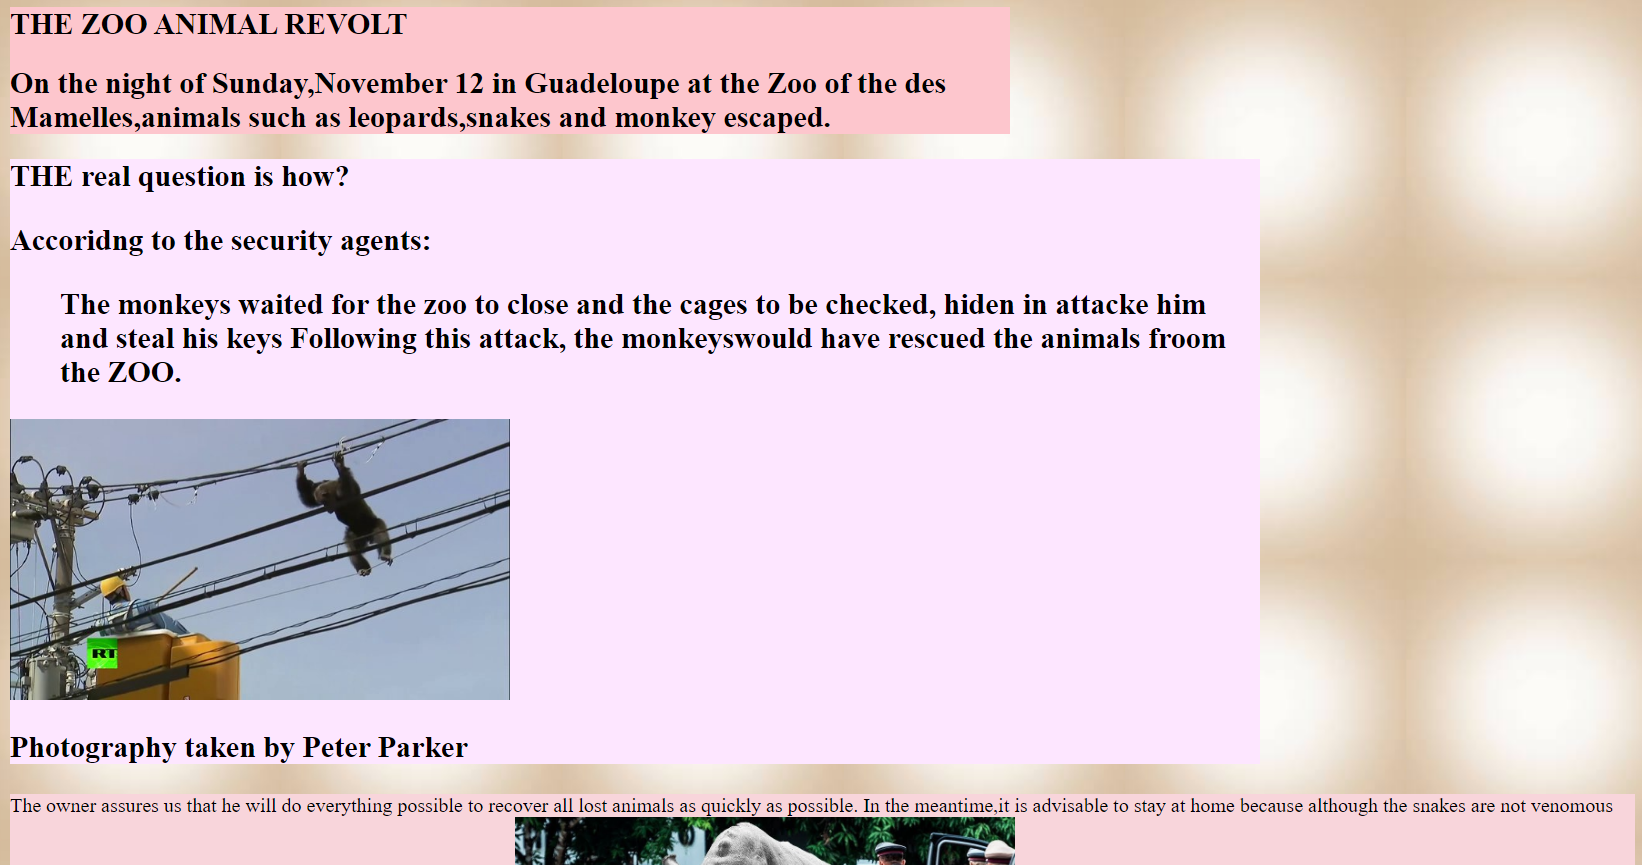 THE ZOO ANIMAL REVOLT
On the night of Sunday,November 12 in Guadeloupe at the Zoo of the des
Mamelles,animals such as leopards,snakes and monkey escaped.
THE real question is how?
Accoridng to the security agents:
The monkeys waited for the zoo to close and the cages to be checked, hiden in attacke him
and steal his keys Following this attack, the monkeyswould have rescued the animals froom
the ZOO.
RT
Photography taken by Peter Parker
The owner assures us that he will do everything possible to recover all lost animals as quickly as possible. In the meantime,it is advisable to stay at home because although the snakes are not venomous